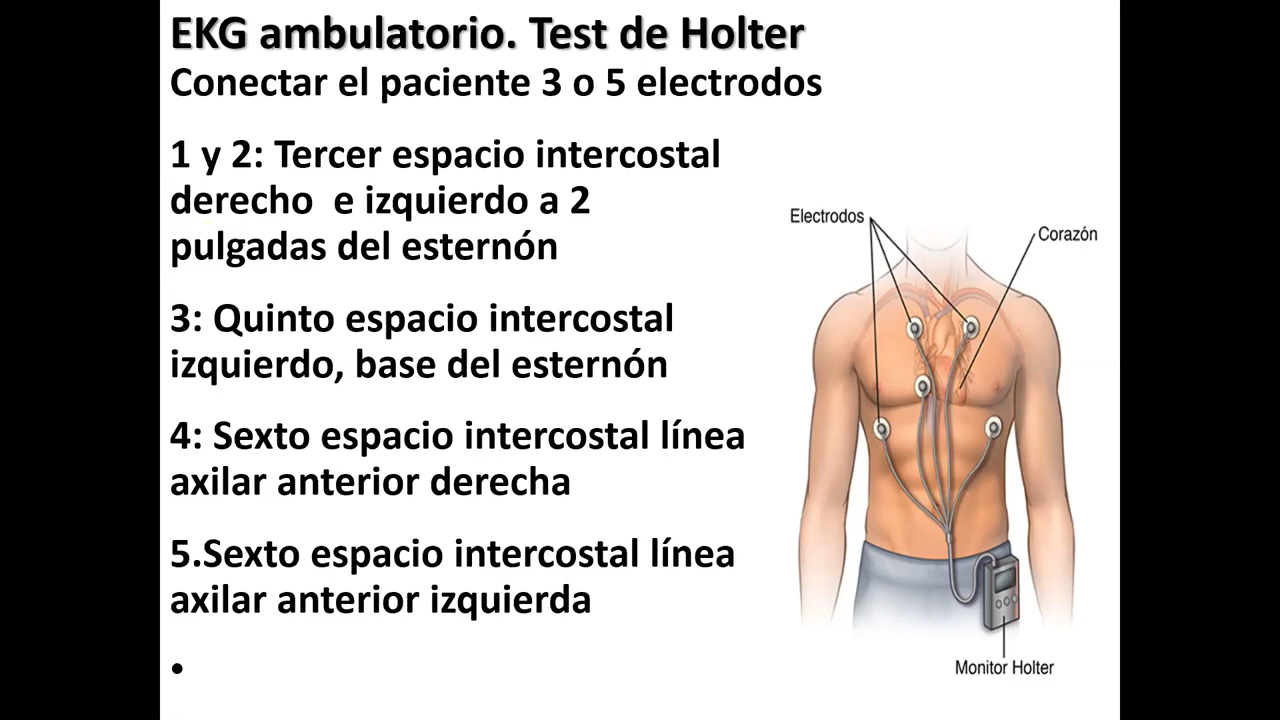 EKG ambulatorio. Test de Holter
Conectar el paciente 3 o 5 electrodos
1 y 2: Tercer espacio intercostal
derecho  e izquierdo a 2
pulgadas del esternón
3: Quinto espacio intercostal
izquierdo, base del esternón
4: Sexto espacio intercostal línea
axilar anterior derecha
5.Sexto espacio intercostal línea
axilar anterior izquierda
•
Electrodos
Corazón
Monitor Holter